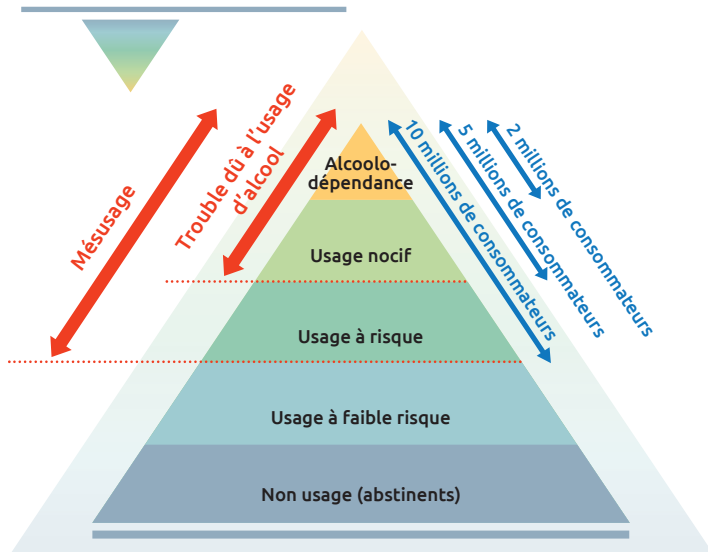 Mésusage
Trouble dû à l'usage
d'alcool
10 millions de consommateurs
5 millions de consommateurs
2 millions de consommateurs
Alcoolo-
dépendance
Usage nocif
Usage à risque
Usage à faible risque
Non usage (abstinents)